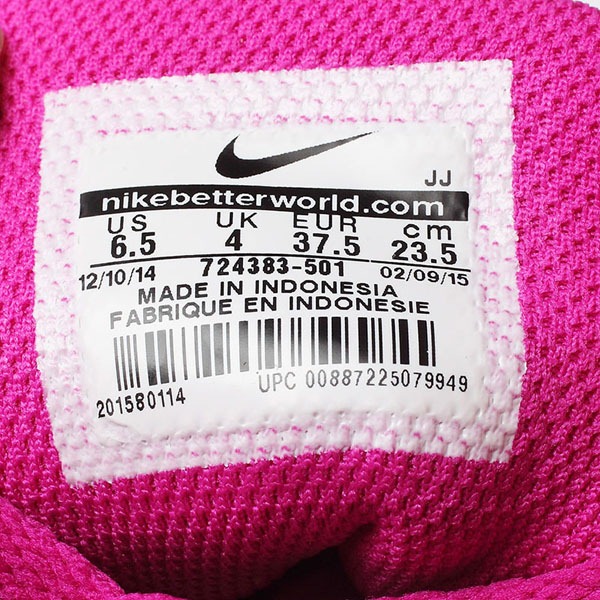 JJ
nikebetterworld.com
US UK EUR cm
6.5 4 37.5 23.5
12/10/14 724383-501 02/09/15
MADE IN INDONESIA
FABRIQUE EN INDONESIE
201580114 UPC 00887225079949